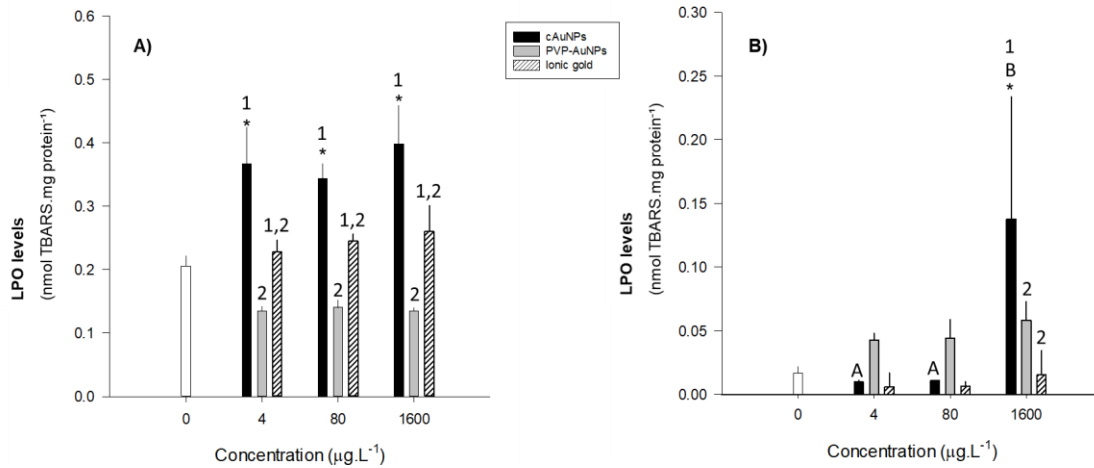 A)
LPO levels
(nmol TBARS.mg protein⁻¹)
0.6
0.5
0.4
0.3
0.2
0.1
0.0
1
*
2
1,2
1
*
2
1,2
1
*
2
1,2
0
4
80
1600
Concentration (µg.L⁻¹)
cAuNPs
PVP-AuNPs
Ionic gold
B)
LPO levels
(nmol TBARS.mg protein⁻¹)
0.30
0.25
0.20
0.15
0.10
0.05
0.00
A
A
1
B
*
2
2
0
4
80
1600
Concentration (µg.L⁻¹)